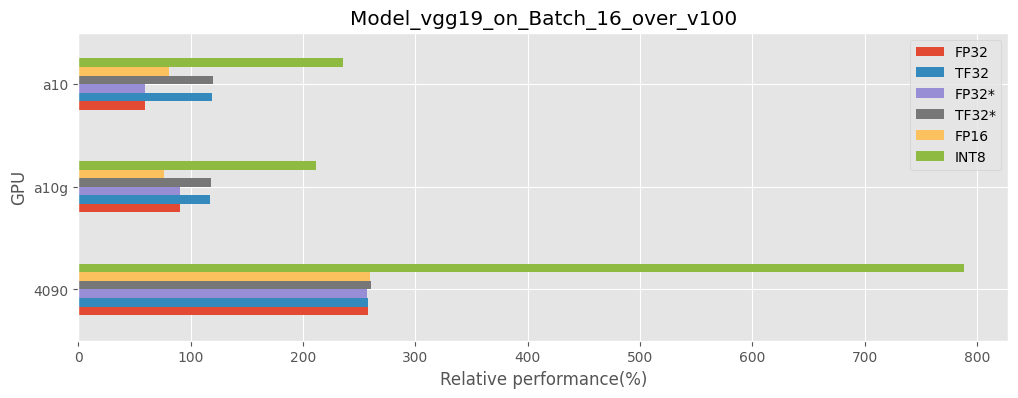 Model_vgg19_on_Batch_16_over_v100
FP32
TF32
FP32*
TF32*
FP16
INT8
GPU
a10
a10g
4090
0 100 200 300 400 500 600 700 800
Relative performance(%)